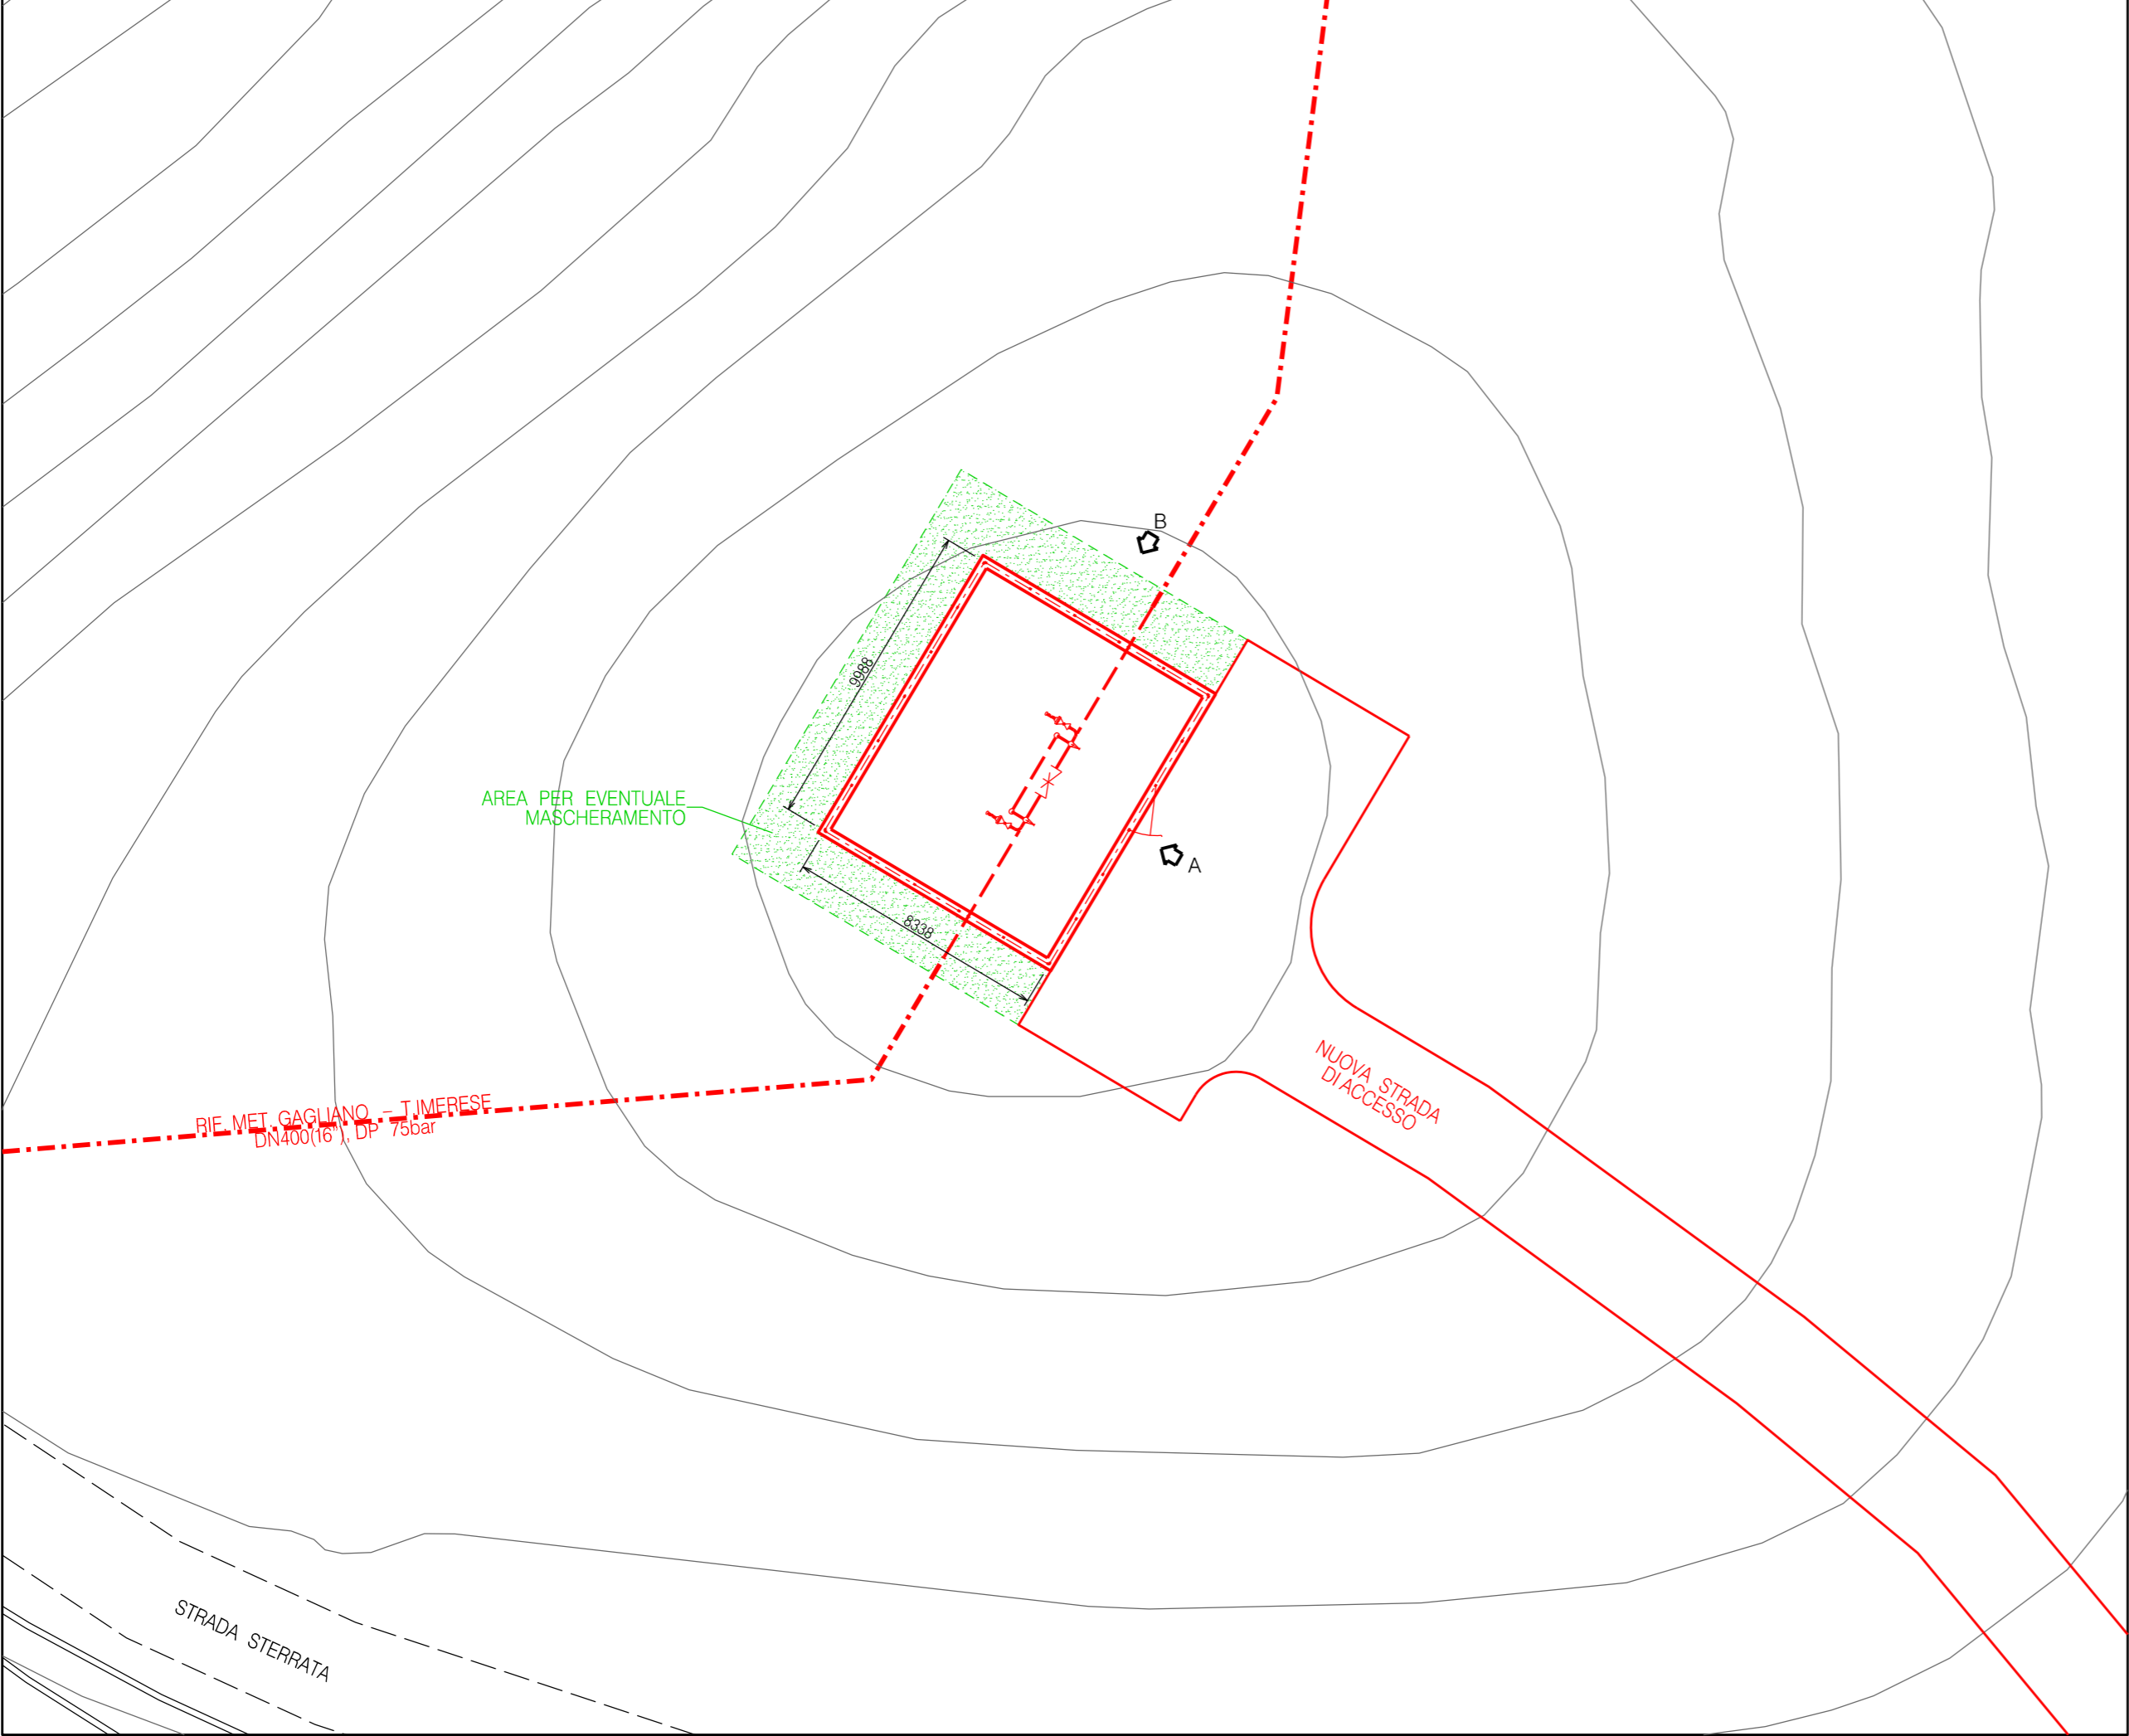 B
9988
AREA PER EVENTUALE
MASCHERAMENTO
A
8338
NUOVA STRADA
DI ACCESSO
RIF. MET. GAGLIANO – T.IMERESE
DN400(16"), DP 75bar
STRADA STERRATA